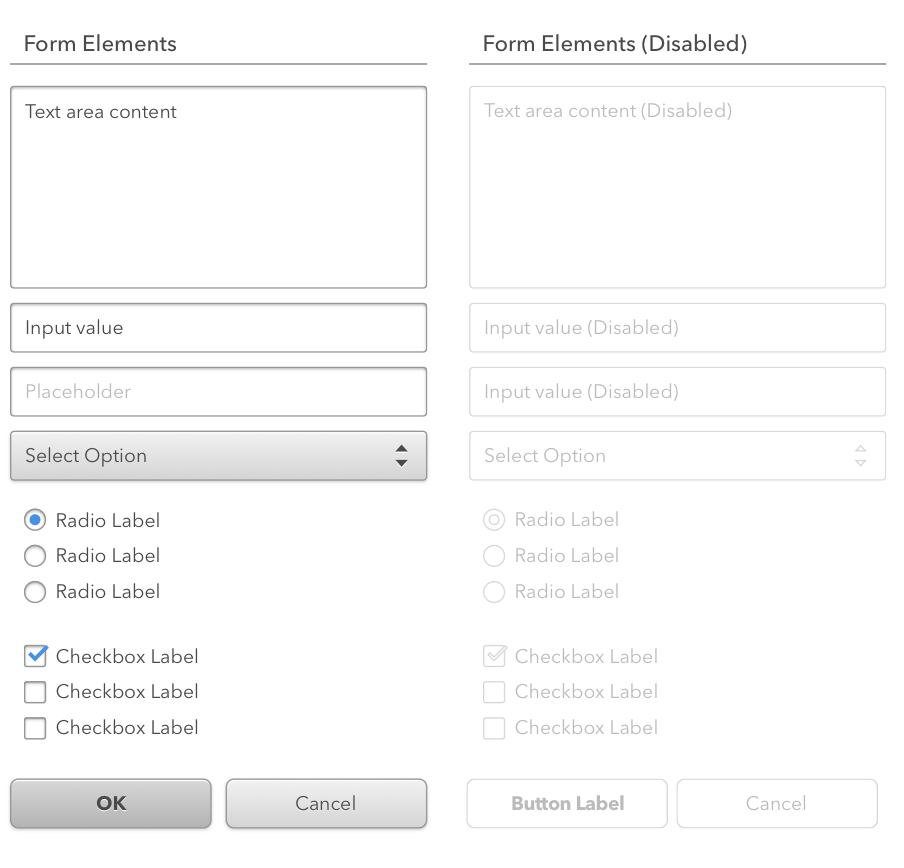 Form Elements
Text area content
Input value
Placeholder
Select Option
Radio Label
Radio Label
Radio Label
Checkbox Label
Checkbox Label
Checkbox Label
OK
Cancel
Form Elements (Disabled)
Text area content (Disabled)
Input value (Disabled)
Input value (Disabled)
Select Option
Radio Label
Radio Label
Radio Label
Checkbox Label
Checkbox Label
Checkbox Label
Button Label
Cancel